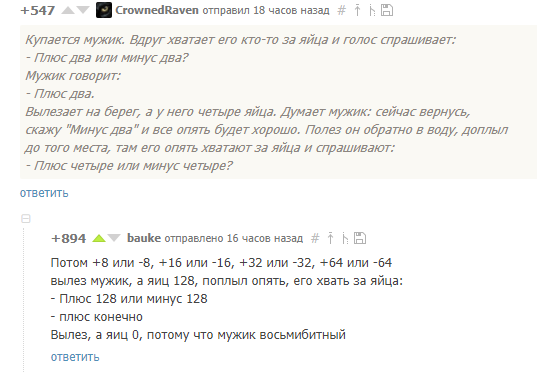 +547 CrownedRaven отправил 18 часов назад #
Купается мужик. Вдруг хватает его кто-то за яйца и голос спрашивает:
- Плюс два или минус два?
Мужик говорит:
- Плюс два.
Вылезает на берег, а у него четыре яйца. Думает мужик: сейчас вернусь,
скажу "Минус два" и все опять будет хорошо. Полез он обратно в воду, доплыл
до того места, там его опять хватают за яйца и спрашивают:
- Плюс четыре или минус четыре?
ответить
+894 bauke отправлено 16 часов назад #
Потом +8 или -8, +16 или -16, +32 или -32, +64 или -64
вылез мужик, а яиц 128, поплыл опять, его хвать за яйца:
- Плюс 128 или минус 128
- плюс конечно
Вылез, а яиц 0, потому что мужик восьмибитный
ответить